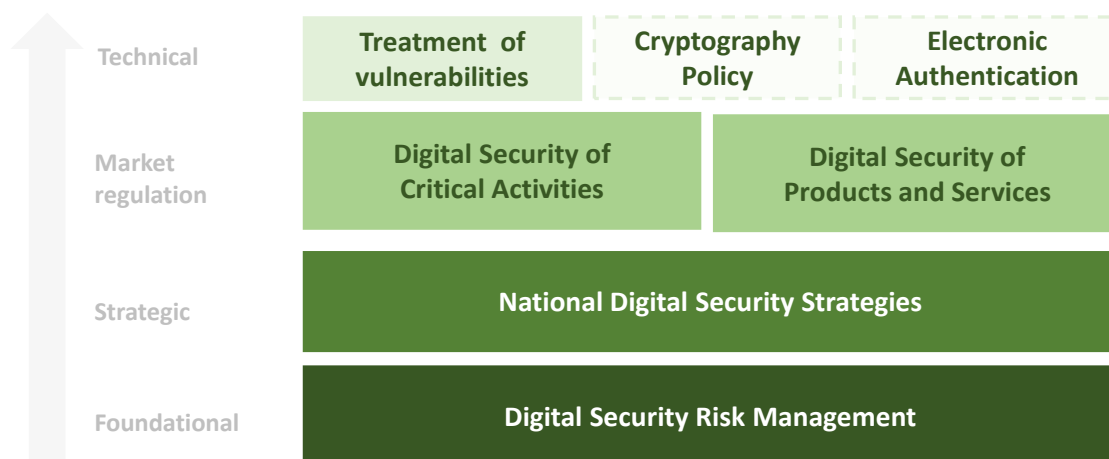 Technical
Treatment of
vulnerabilities
Cryptography
Policy
Electronic
Authentication
Market
regulation
Digital Security of
Critical Activities
Digital Security of
Products and Services
Strategic
National Digital Security Strategies
Foundational
Digital Security Risk Management